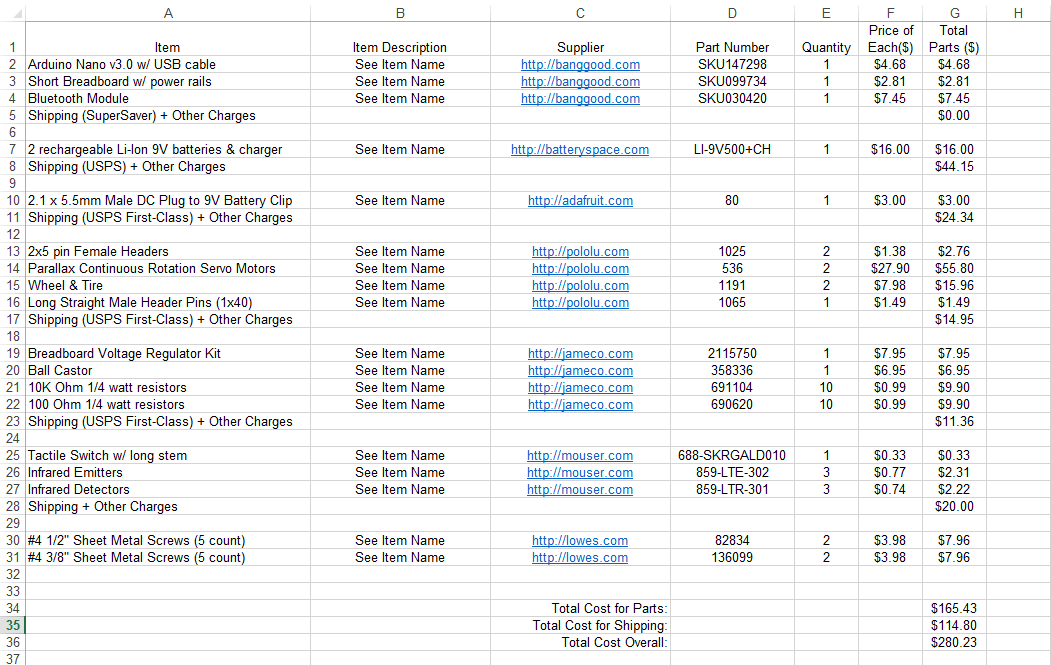 A B C D E F G H
Price of Total
1 Item Item Description Supplier Part Number Quantity Each($) Parts ($)
2 Arduino Nano v3.0 w/ USB cable See Item Name http://banggood.com SKU147298 1 $4.68 $4.68
3 Short Breadboard w/ power rails See Item Name http://banggood.com SKU099734 1 $2.81 $2.81
4 Bluetooth Module See Item Name http://banggood.com SKU030420 1 $7.45 $7.45
5 Shipping (SuperSaver) + Other Charges $0.00
6
7 2 rechargeable Li-Ion 9V batteries & charger See Item Name http://batteryspace.com LI-9V500+CH 1 $16.00 $16.00
8 Shipping (USPS) + Other Charges $44.15
9
10 2.1 x 5.5mm Male DC Plug to 9V Battery Clip See Item Name http://adafruit.com 80 1 $3.00 $3.00
11 Shipping (USPS First-Class) + Other Charges $24.34
12
13 2x5 pin Female Headers See Item Name http://pololu.com 1025 2 $1.38 $2.76
14 Parallax Continuous Rotation Servo Motors See Item Name http://pololu.com 536 2 $27.90 $55.80
15 Wheel & Tire See Item Name http://pololu.com 1191 2 $7.98 $15.96
16 Long Straight Male Header Pins (1x40) See Item Name http://pololu.com 1065 1 $1.49 $1.49
17 Shipping (USPS First-Class) + Other Charges $14.95
18
19 Breadboard Voltage Regulator Kit See Item Name http://jameco.com 2115750 1 $7.95 $7.95
20 Ball Castor See Item Name http://jameco.com 358336 1 $6.95 $6.95
21 10K Ohm 1/4 watt resistors See Item Name http://jameco.com 691104 10 $0.99 $9.90
22 100 Ohm 1/4 watt resistors See Item Name http://jameco.com 690620 10 $0.99 $9.90
23 Shipping (USPS First-Class) + Other Charges $11.36
24
25 Tactile Switch w/ long stem See Item Name http://mouser.com 688-SKRGALD010 1 $0.33 $0.33
26 Infrared Emitters See Item Name http://mouser.com 859-LTE-302 3 $0.77 $2.31
27 Infrared Detectors See Item Name http://mouser.com 859-LTR-301 3 $0.74 $2.22
28 Shipping + Other Charges $20.00
29
30 #4 1/2" Sheet Metal Screws (5 count) See Item Name http://lowes.com 82834 2 $3.98 $7.96
31 #4 3/8" Sheet Metal Screws (5 count) See Item Name http://lowes.com 136099 2 $3.98 $7.96
32
33
34 Total Cost for Parts: $165.43
35 Total Cost for Shipping: $114.80
36 Total Cost Overall: $280.23
37